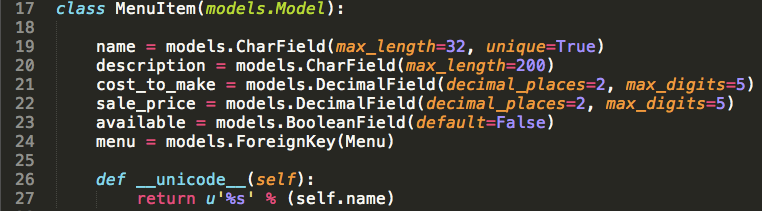 17 class MenuItem(models.Model):
18
19 name = models.CharField(max_length=32, unique=True)
20 description = models.CharField(max_length=200)
21 cost_to_make = models.DecimalField(decimal_places=2, max_digits=5)
22 sale_price = models.DecimalField(decimal_places=2, max_digits=5)
23 available = models.BooleanField(default=False)
24 menu = models.ForeignKey(Menu)
25
26 def __unicode__(self):
27 return u'%s' % (self.name)